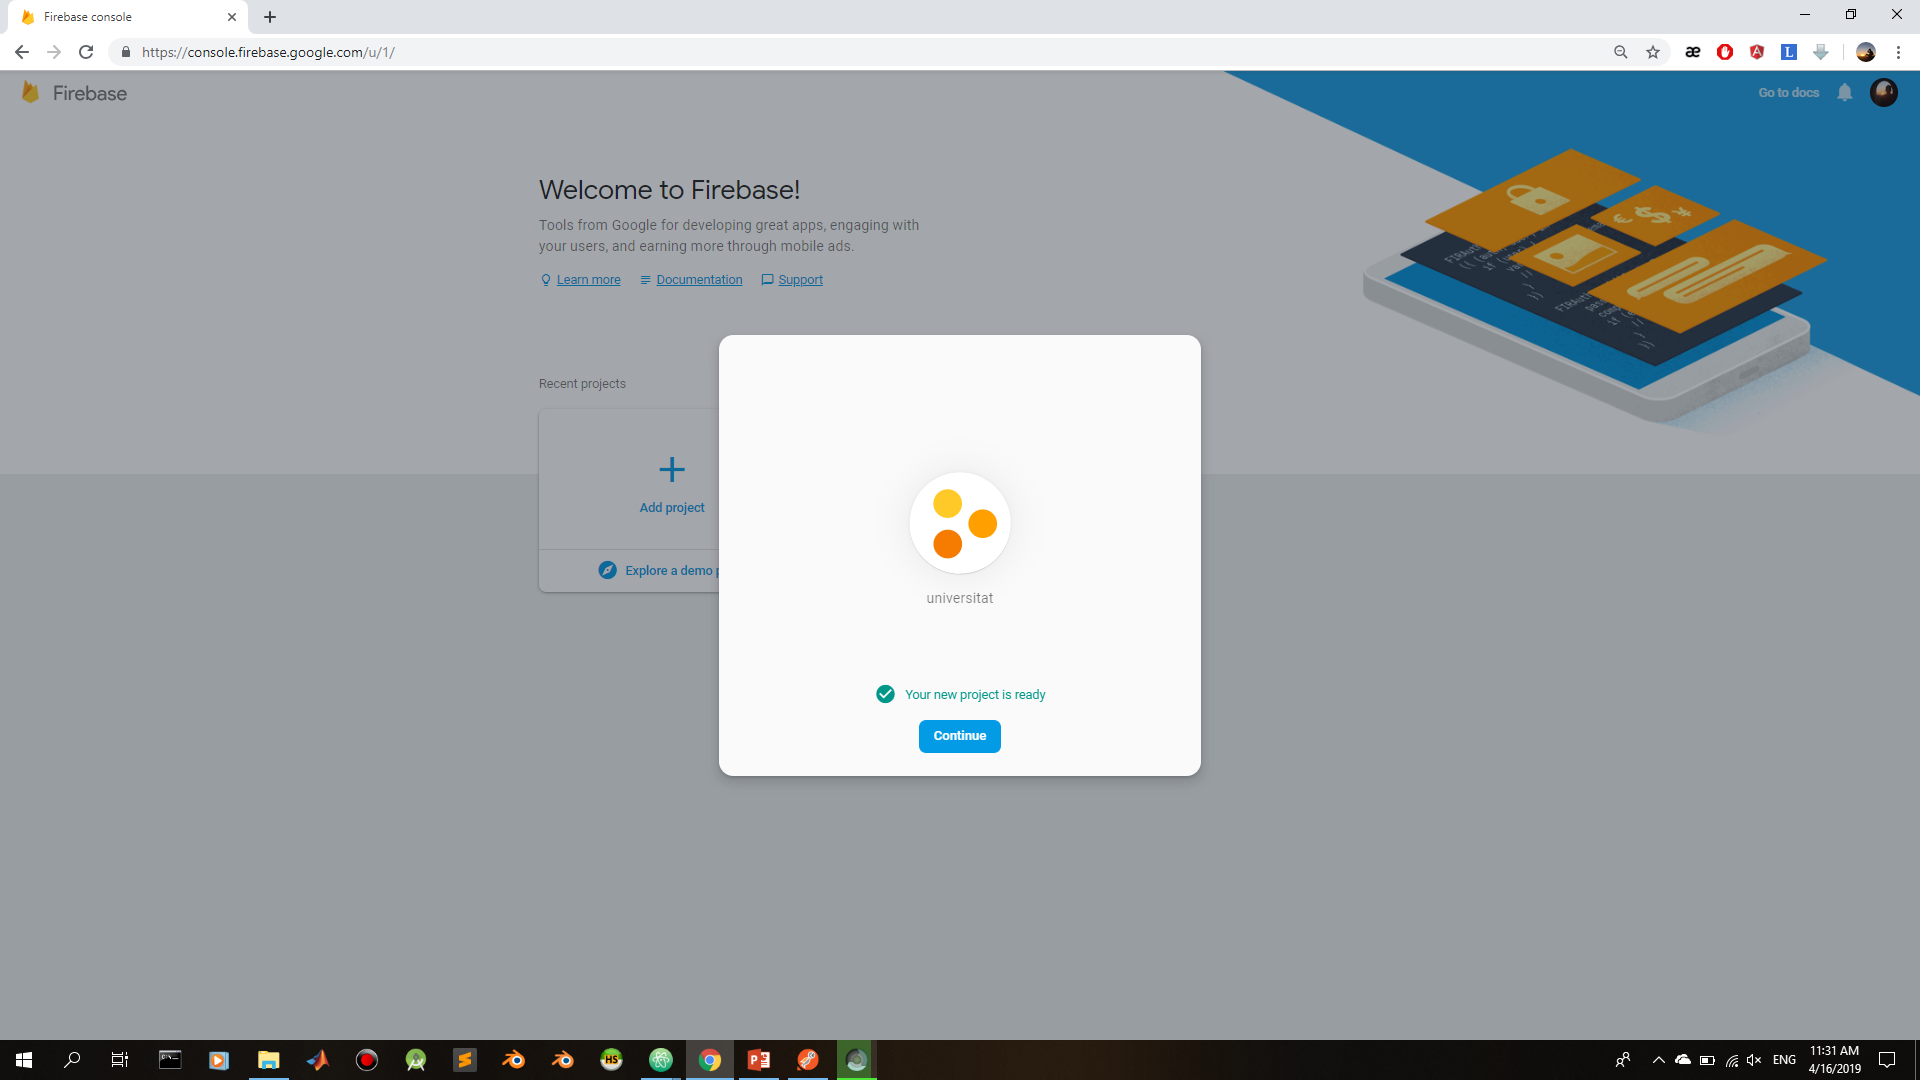 Firebase console
https://console.firebase.google.com/u/1/
Firebase
Go to docs
Welcome to Firebase!
Tools from Google for developing great apps, engaging with
your users, and earning more through mobile ads.
Learn more
Documentation
Support
Recent projects
Add project
Explore a demo
universitat
Your new project is ready
Continue
ENG
11:31 AM
4/16/2019